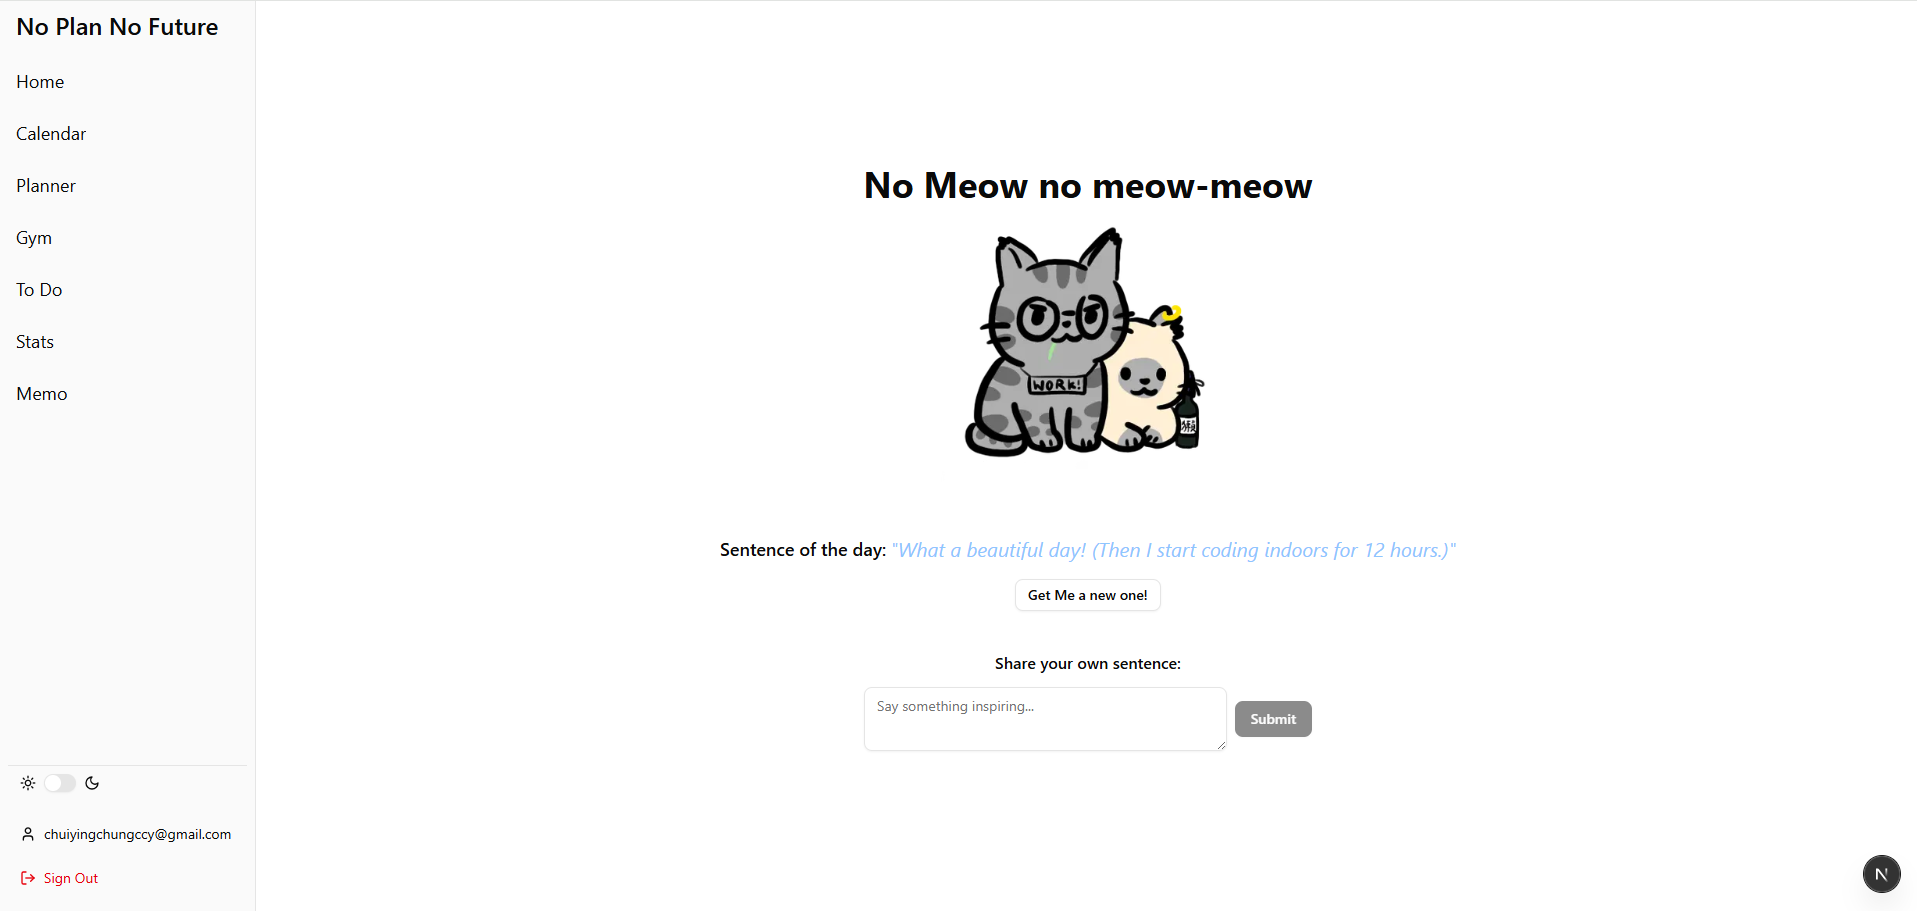 No Plan No Future
Home
Calendar
Planner
Gym
To Do
Stats
Memo
chuiyingchungccy@gmail.com
Sign Out
No Meow no meow-meow
WORK!
獺
Sentence of the day: "What a beautiful day! (Then I start coding indoors for 12 hours.)"
Get Me a new one!
Share your own sentence:
Say something inspiring...
Submit
N